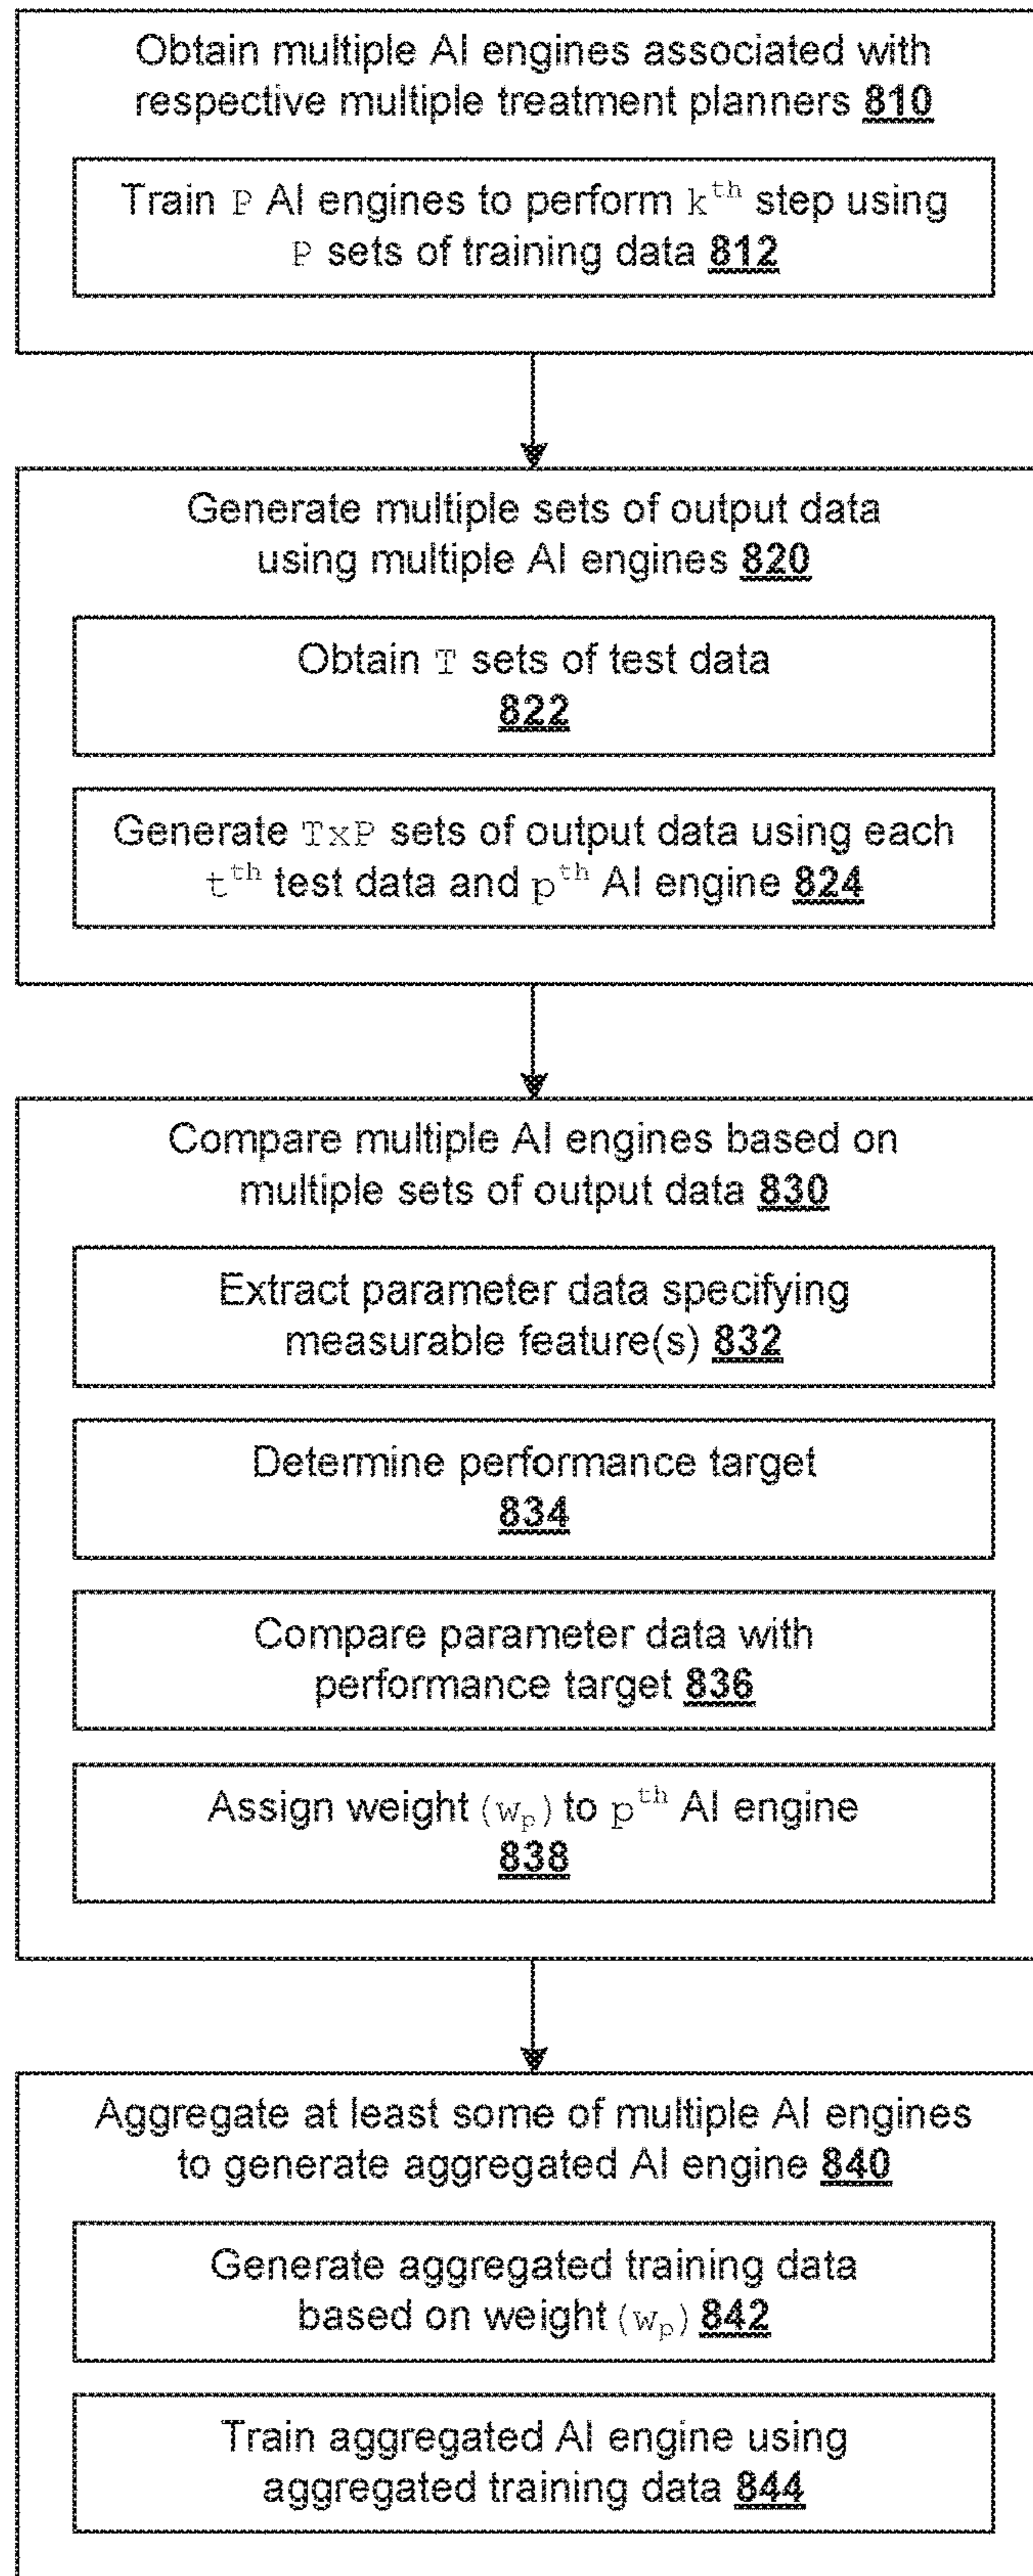 Obtain multiple AI engines associated with
respective multiple treatment planners 810
Train P AI engines to perform kth step using
P sets of training data 812
Generate multiple sets of output data
using multiple AI engines 820
Obtain T sets of test data
822
Generate TxP sets of output data using each
tth test data and pth AI engine 824
Compare multiple AI engines based on
multiple sets of output data 830
Extract parameter data specifying
measurable feature(s) 832
Determine performance target
834
Compare parameter data with
performance target 836
Assign weight (wp) to pth AI engine
838
Aggregate at least some of multiple AI engines
to generate aggregated AI engine 840
Generate aggregated training data
based on weight (wp) 842
Train aggregated AI engine using
aggregated training data 844